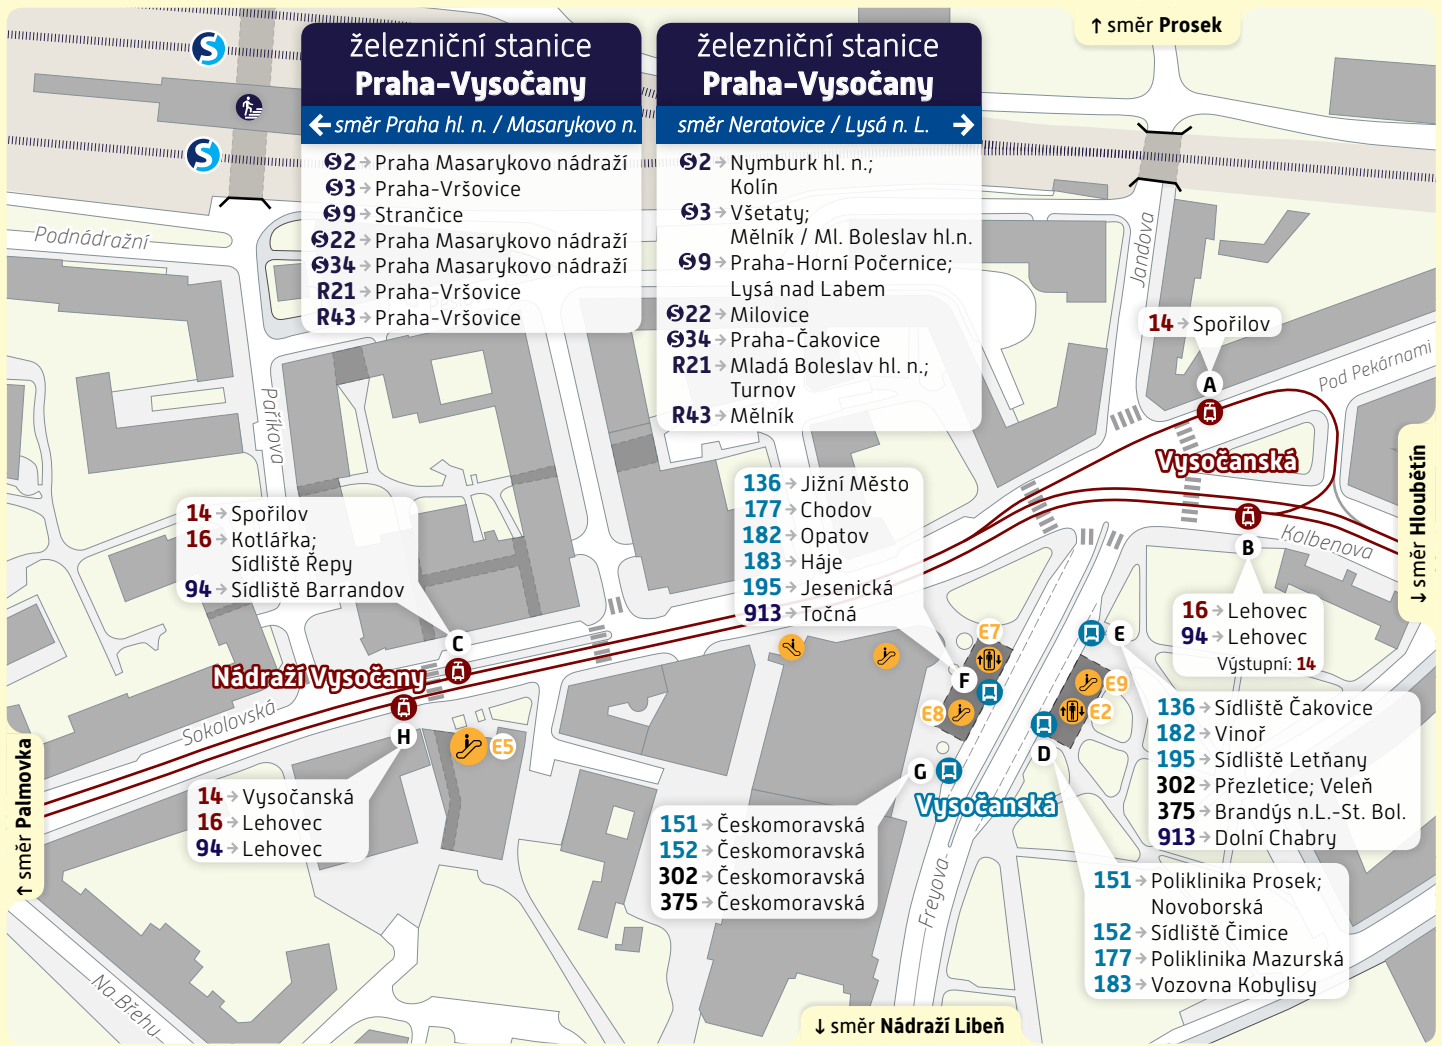 ↑ směr Prosek
železniční stanice
Praha-Vysočany
← směr Praha hl. n. / Masarykovo n.
S2 → Praha Masarykovo nádraží
S3 → Praha-Vršovice
S9 → Strančice
S22 → Praha Masarykovo nádraží
S34 → Praha Masarykovo nádraží
R21 → Praha-Vršovice
R43 → Praha-Vršovice
železniční stanice
Praha-Vysočany
směr Neratovice / Lysá n. L. →
S2 → Nymburk hl. n.;
Kolín
S3 → Všetaty;
Mělník / Ml. Boleslav hl.n.
S9 → Praha-Horní Počernice;
Lysá nad Labem
S22 → Milovice
S34 → Praha-Čakovice
R21 → Mladá Boleslav hl. n.;
Turnov
R43 → Mělník
S
S
Podnádražní
Jandova
14 → Spořilov
A
Pod Pekárnami
Paříkova
Vysočanská
↓ směr Hloubětín
136 → Jižní Město
177 → Chodov
182 → Opatov
183 → Háje
195 → Jesenická
913 → Točná
14 → Spořilov
16 → Kotlářka;
Sídliště Řepy
94 → Sídliště Barrandov
B
Kolbenova
16 → Lehovec
94 → Lehovec
Výstupní: 14
C
Nádraží Vysočany
Sokolovská
H
E5
E7
F
E8
E
E9
E2
D
G
Vysočanská
↑ směr Palmovka
14 → Vysočanská
16 → Lehovec
94 → Lehovec
136 → Sídliště Čakovice
182 → Vinoř
195 → Sídliště Letňany
302 → Přezletice; Veleň
375 → Brandýs n.L.-St. Bol.
913 → Dolní Chabry
151 → Českomoravská
152 → Českomoravská
302 → Českomoravská
375 → Českomoravská
Freyova
151 → Poliklinika Prosek;
Novoborská
152 → Sídliště Čimice
177 → Poliklinika Mazurská
183 → Vozovna Kobylisy
Na Břehu
↓ směr Nádraží Libeň